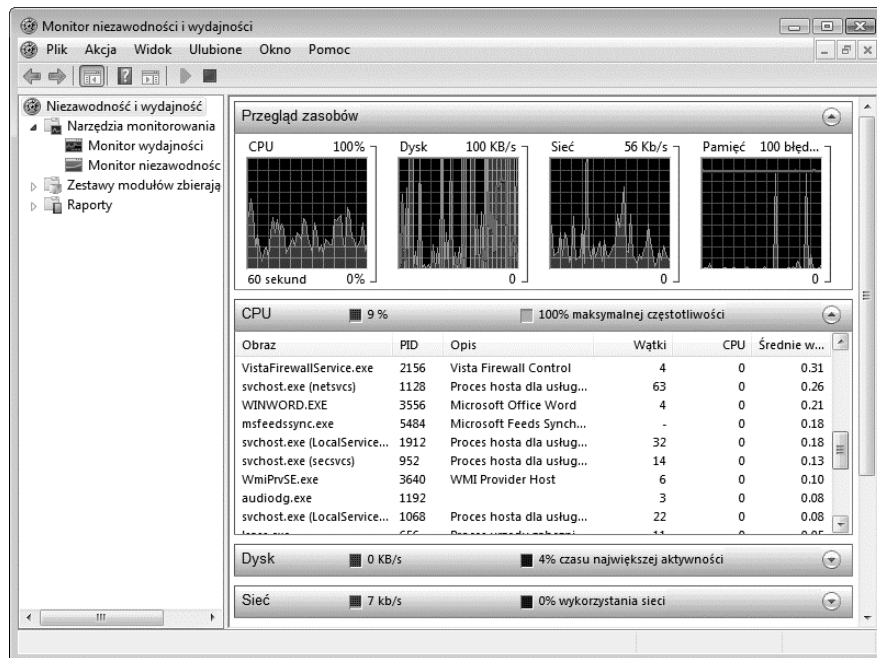 Monitor niezawodności i wydajności
Plik Akcja Widok Ulubione Okno Pomoc
Niezawodność i wydajność
Narzędzia monitorowania
Monitor wydajności
Monitor niezawodnośc
Zestawy modułów zbierają
Raporty
Przegląd zasobów
CPU 100% Dysk 100 KB/s Sieć 56 Kb/s Pamięć 100 błęd...
60 sekund 0% 0 0 0
CPU 9 % 100% maksymalnej częstotliwości
Obraz PID Opis Wątki CPU Średnie w...
VistaFirewallService.exe 2156 Vista Firewall Control 4 0 0.31
svchost.exe (netsvcs) 1128 Proces hosta dla usług... 63 0 0.26
WINWORD.EXE 3556 Microsoft Office Word 4 0 0.21
msfeedssync.exe 5484 Microsoft Feeds Synch... - 0 0.18
svchost.exe (LocalService... 1912 Proces hosta dla usług... 32 0 0.18
svchost.exe (secsvcs) 952 Proces hosta dla usług... 14 0 0.13
WmiPrvSE.exe 3640 WMI Provider Host 6 0 0.10
audiodg.exe 1192 3 0 0.08
svchost.exe (LocalService... 1068 Proces hosta dla usług... 22 0 0.08
Dysk 0 KB/s 4% czasu największej aktywności
Sieć 7 kb/s 0% wykorzystania sieci